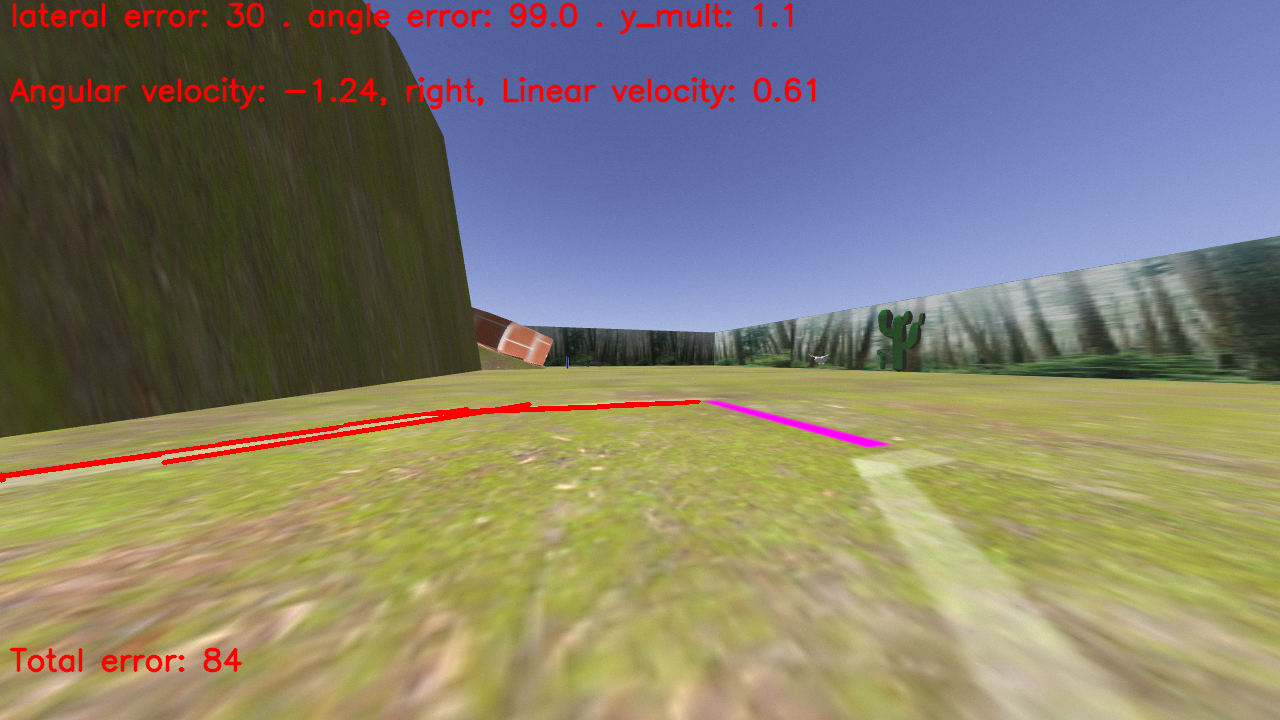 lateral error: 30 . angle error: 99.0 . y_mult: 1.1
Angular velocity: -1.24, right, Linear velocity: 0.61
Total error: 84